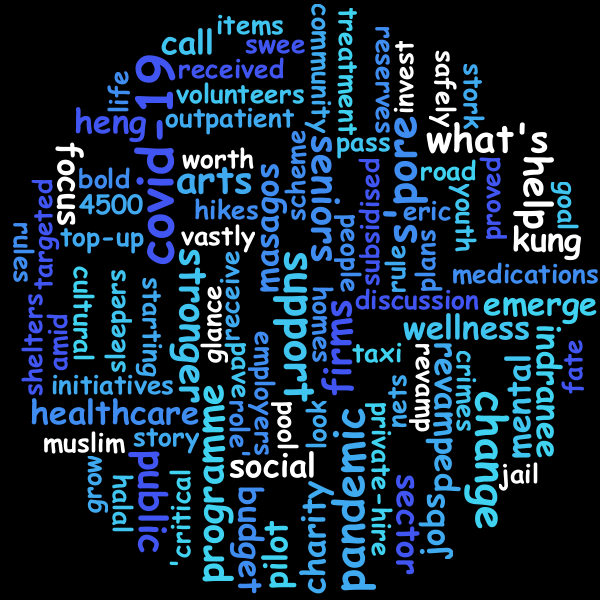 items
call
swee
received
volunteers
outpatient
life
heng
covid-19
community
treatment
reserves
invest
safely
stork
pass
s'pore
what's
help
focus
worth
arts
bold
4500
hikes
top-up
vastly
masagos
scheme
seniors
subsidised
road
youth
proved
goal
eric
kung
people
rule
plans
medications
rules
targeted
shelters
amid
cultural
sleepers
starting
stronger
glance
receive
support
homes
firms
discussion
emerge
wellness
indranee
fate
taxi
initiatives
pave
role'
employers
healthcare
muslim
story
programme
pool
look
social
pandemic
private-hire
nets
revamp
revamped
crimes
change
mental
jail
grow
halal
public
'critical
budget
pilot
charity
sector
jobs